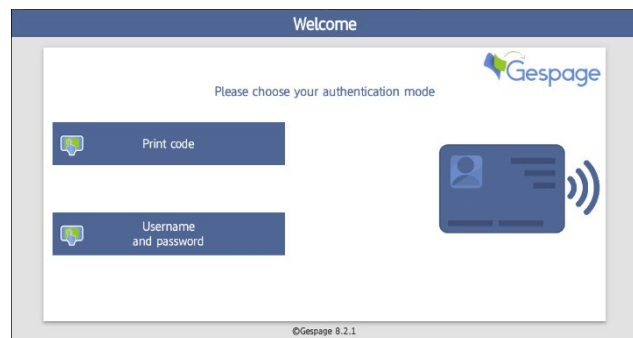 Welcome
Gespage
Please choose your authentication mode
Print code
Username
and password
©Gespage 8.2.1